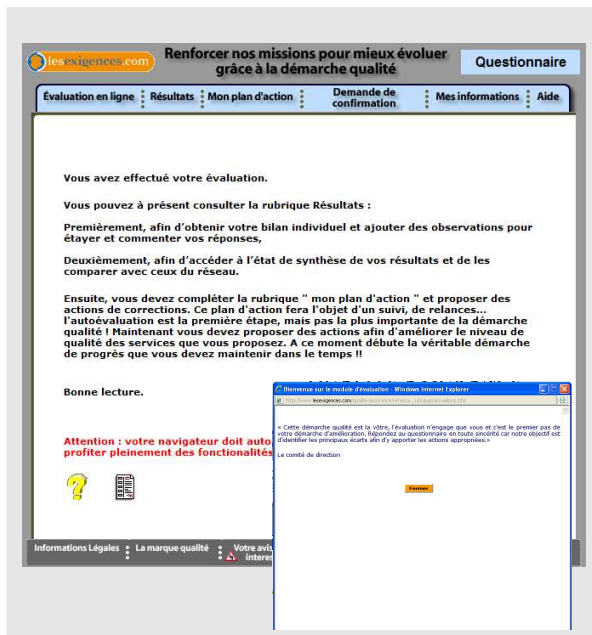 lesexigences.com
Renforcer nos missions pour mieux évoluer
grâce à la démarche qualité
Questionnaire
Évaluation en ligne
Résultats
Mon plan d'action
Demande de
confirmation
Mes informations
Aide
Vous avez effectué votre évaluation.
Vous pouvez à présent consulter la rubrique Résultats :
Premièrement, afin d'obtenir votre bilan individuel et ajouter des observations pour
étayer et commenter vos réponses,
Deuxièmement, afin d'accéder à l'état de synthèse de vos résultats et de les
comparer avec ceux du réseau.
Ensuite, vous devez compléter la rubrique " mon plan d'action " et proposer des
actions de corrections. Ce plan d'action fera l'objet d'un suivi, de relances...
l'autoévaluation est la première étape, mais pas la plus importante de la démarche
qualité ! Maintenant vous devez proposer des actions afin d'améliorer le niveau de
qualité des services que vous proposez. A ce moment débute la véritable démarche
de progrès que vous devez maintenir dans le temps !!
Bonne lecture.
Attention : votre navigateur doit auto
profiter pleinement des fonctionalités
Bienvenue sur le module d'évaluation - Windows Internet Explorer
« Cette démarche qualité est la vôtre, l'évaluation n'engage que vous et c'est le premier pas de
votre démarche d'amélioration. Répondez au questionnaire en toute sincérité car notre objectif est
d'identifier les principaux écarts afin d'y apporter les actions appropriées.»
Le comité de direction
Fermer
Informations Légales
La marque qualité
Votre avis
interes